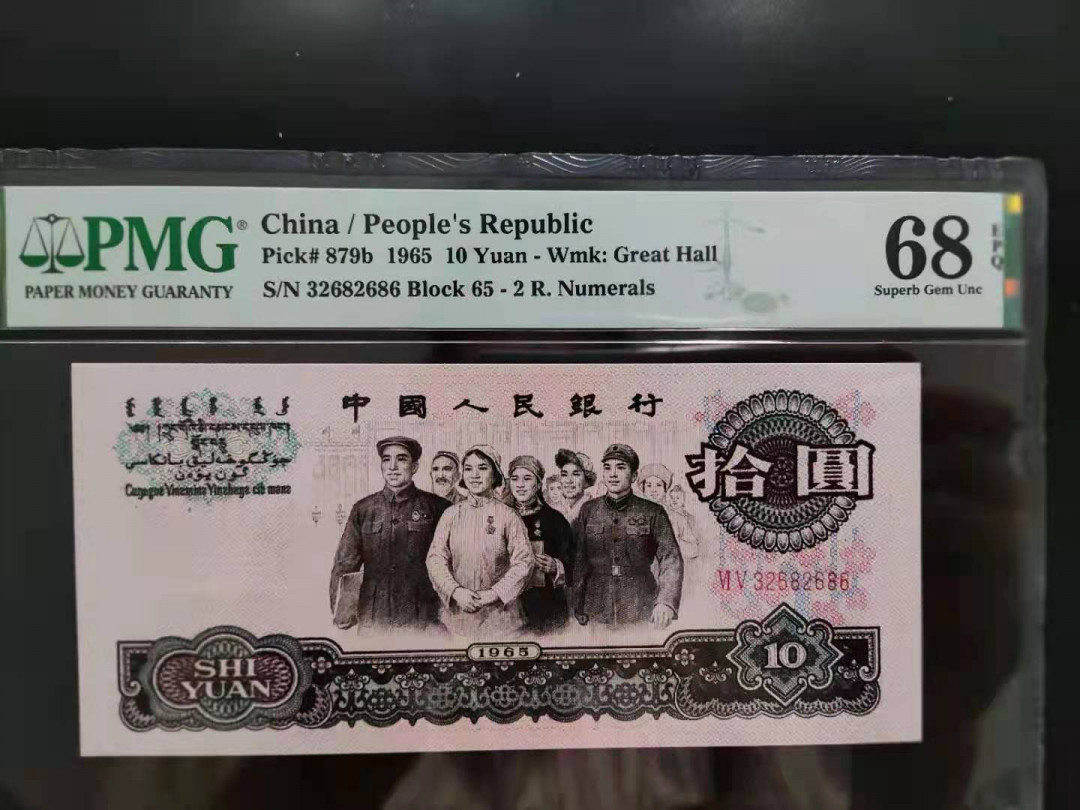 PMG®
PAPER MONEY GUARANTY
China / People's Republic
Pick# 879b 1965 10 Yuan - Wmk: Great Hall
S/N 32682686 Block 65 - 2 R. Numerals
68
EPQ
Superb Gem Unc
中國人民銀行
拾圓
VI V 32682686
1965
SHI
YUAN
10